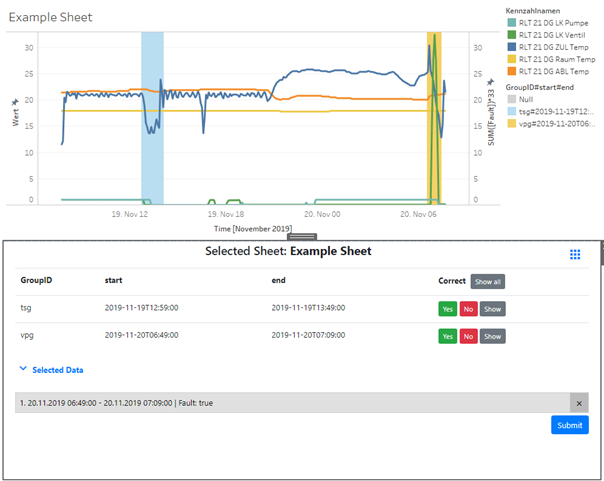 Example Sheet
Kennzahlnamen
RLT 21 DG LK Pumpe
RLT 21 DG LK Ventil
RLT 21 DG ZUL Temp
RLT 21 DG Raum Temp
RLT 21 DG ABL Temp
GroupID#start#end
Null
tsg#2019-11-19T12:..
vpg#2019-11-20T06:..
Wert
30
25
20
15
10
5
0
30
25
20
15
10
5
0
SUM([Fault])*33
19. Nov 12
19. Nov 18
20. Nov 00
20. Nov 06
Time [November 2019]
Selected Sheet: Example Sheet
GroupID start end Correct Show all
tsg 2019-11-19T12:59:00 2019-11-19T13:49:00 Yes No Show
vpg 2019-11-20T06:49:00 2019-11-20T07:09:00 Yes No Show
Selected Data
1. 20.11.2019 06:49:00 - 20.11.2019 07:09:00 | Fault: true ×
Submit